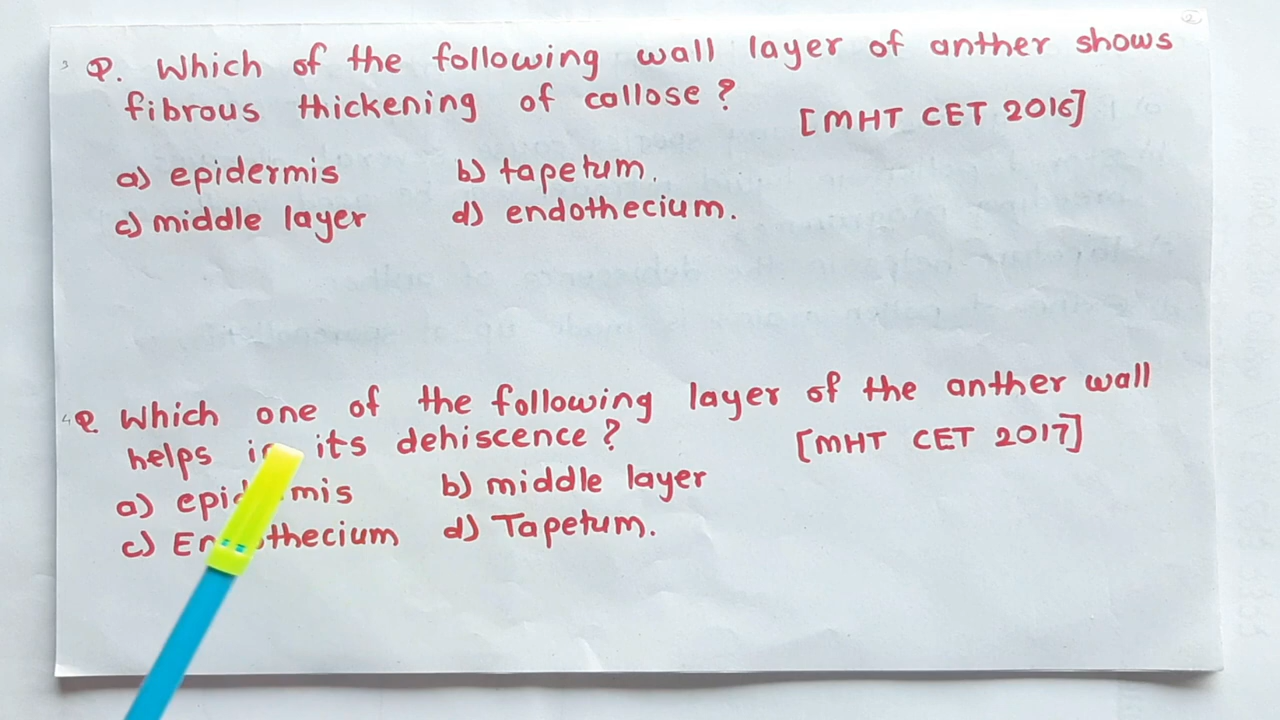 3 Q. Which of the following wall layer of anther shows
fibrous thickening of callose ? [MHT CET 2016]
a) epidermis b) tapetum.
c) middle layer d) endothecium.
4 Q Which one of the following layer of the anther wall
helps its dehiscence ? [MHT CET 2017]
a) b) middle layer
c) d) Tapetum.